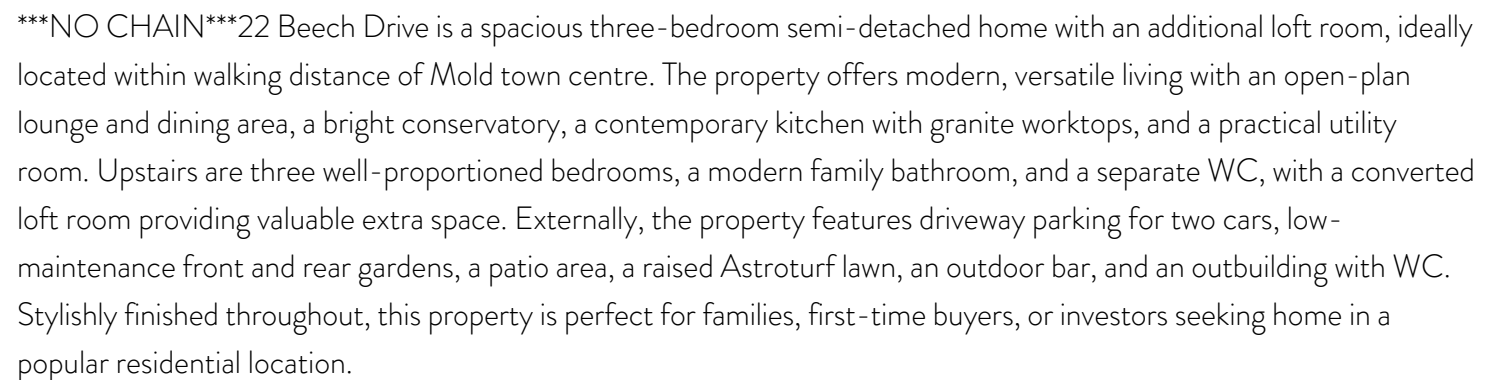 ***NO CHAIN***22 Beech Drive is a spacious three-bedroom semi-detached home with an additional loft room, ideally
located within walking distance of Mold town centre. The property offers modern, versatile living with an open-plan
lounge and dining area, a bright conservatory, a contemporary kitchen with granite worktops, and a practical utility
room. Upstairs are three well-proportioned bedrooms, a modern family bathroom, and a separate WC, with a converted
loft room providing valuable extra space. Externally, the property features driveway parking for two cars, low-
maintenance front and rear gardens, a patio area, a raised Astroturf lawn, an outdoor bar, and an outbuilding with WC.
Stylishly finished throughout, this property is perfect for families, first-time buyers, or investors seeking home in a
popular residential location.